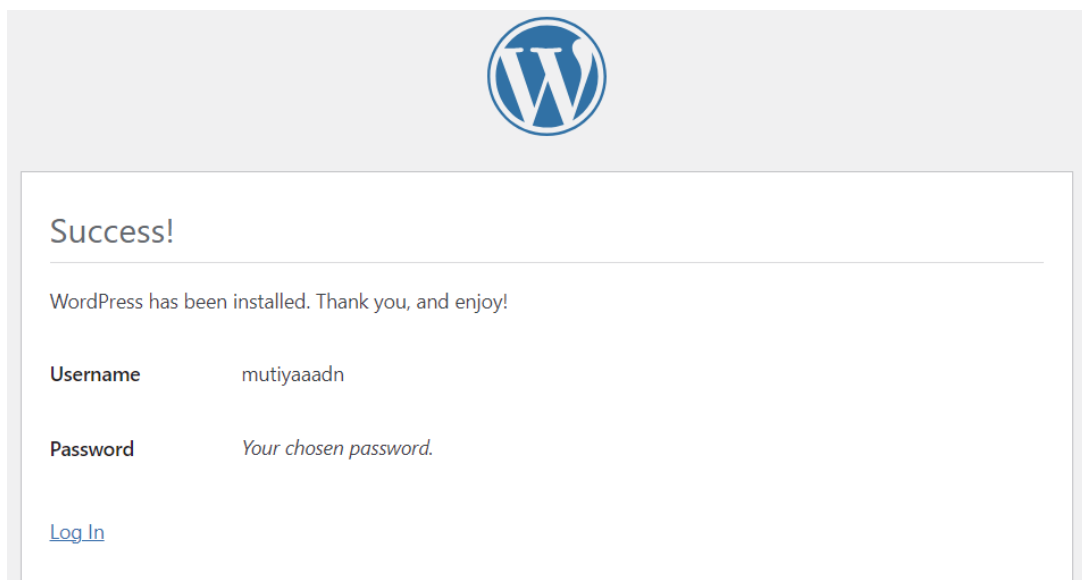 Success!
WordPress has been installed. Thank you, and enjoy!
Username mutiyaaadn
Password Your chosen password.
Log In